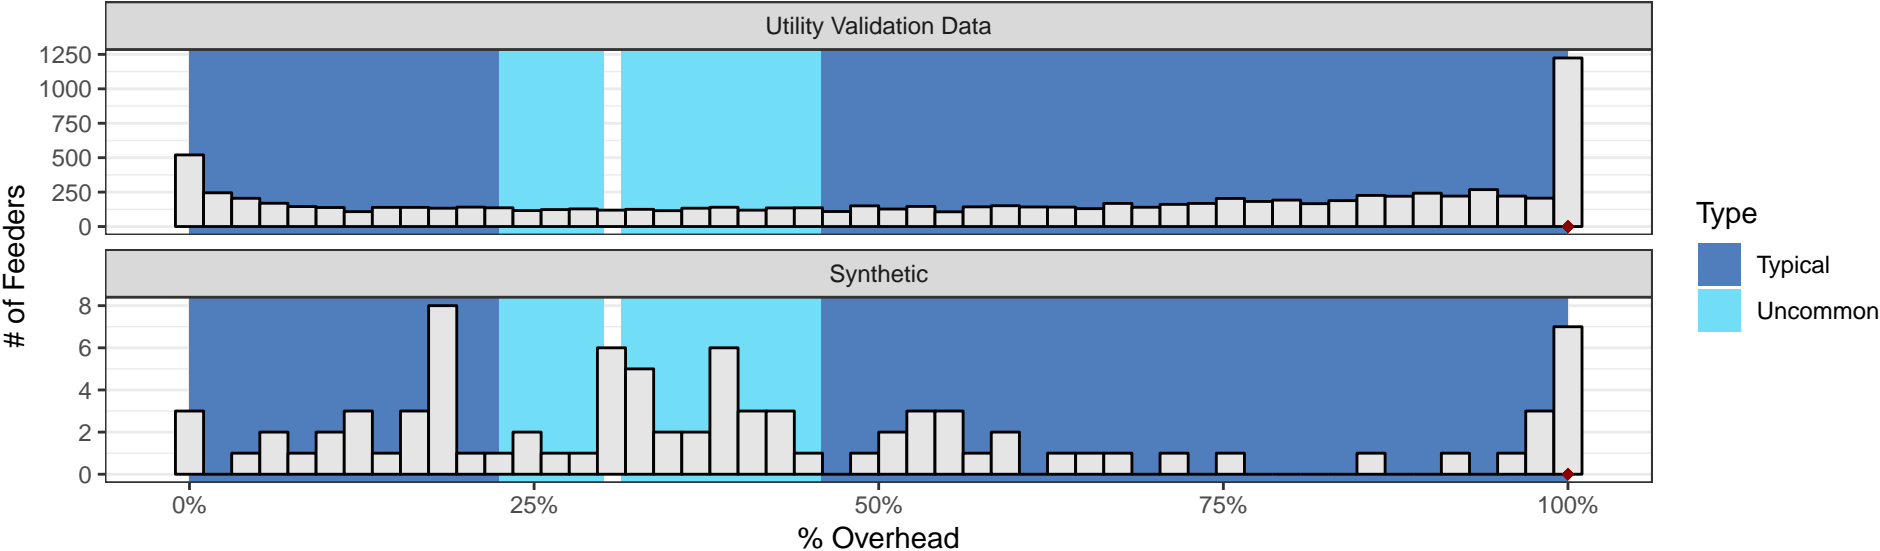 Utility Validation Data
1250
1000
750
500
250
0
Synthetic
8
6
4
2
0
0%
25%
50%
75%
100%
% Overhead
# of Feeders
Type
Typical
Uncommon